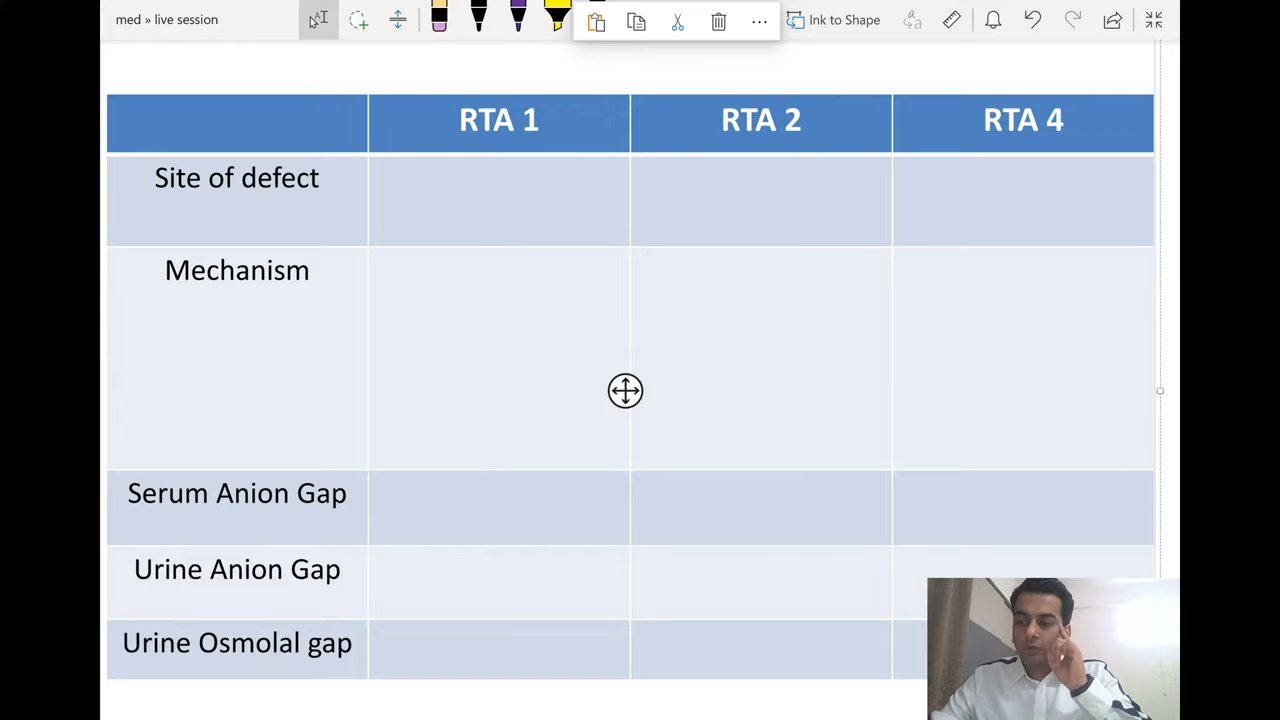 med » live session
Ink to Shape
RTA 1 RTA 2 RTA 4
Site of defect
Mechanism
Serum Anion Gap
Urine Anion Gap
Urine Osmolal gap